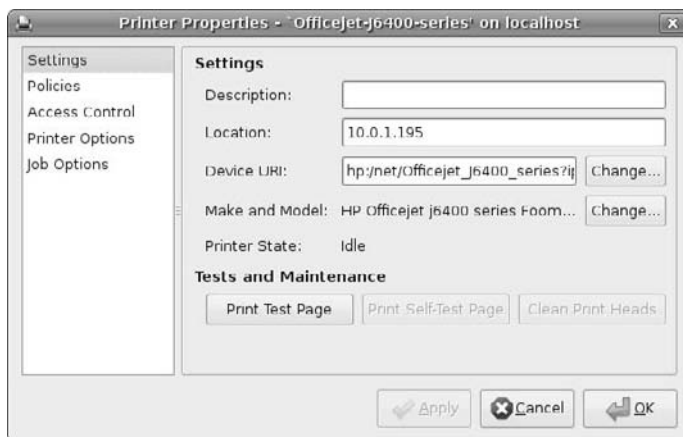 Printer Properties - `Officejet-J6400-series' on localhost
Settings
Policies
Access Control
Printer Options
Job Options
Settings
Description:
Location: 10.0.1.195
Device URI: hp:/net/Officejet_J6400_series?ip Change...
Make and Model: HP Officejet j6400 series Foom... Change...
Printer State: Idle
Tests and Maintenance
Print Test Page Print Self-Test Page Clean Print Heads
Apply Cancel OK